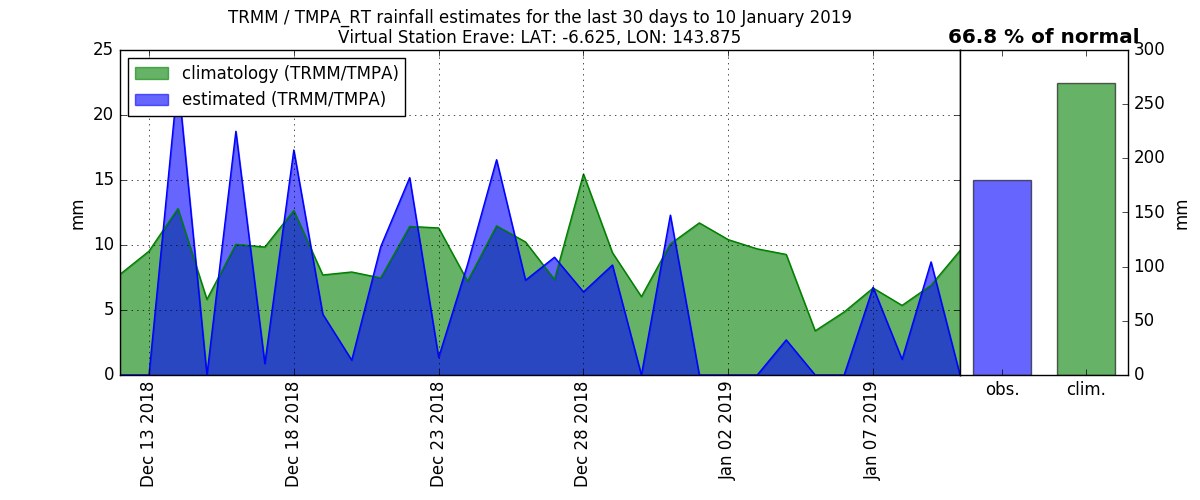 TRMM / TMPA_RT rainfall estimates for the last 30 days to 10 January 2019
Virtual Station Erave: LAT: -6.625, LON: 143.875
66.8 % of normal
climatology (TRMM/TMPA)
estimated (TRMM/TMPA)
25
20
15
10
5
0
mm
Dec 13 2018
Dec 18 2018
Dec 23 2018
Dec 28 2018
Jan 02 2019
Jan 07 2019
300
250
200
150
100
50
0
mm
obs.
clim.